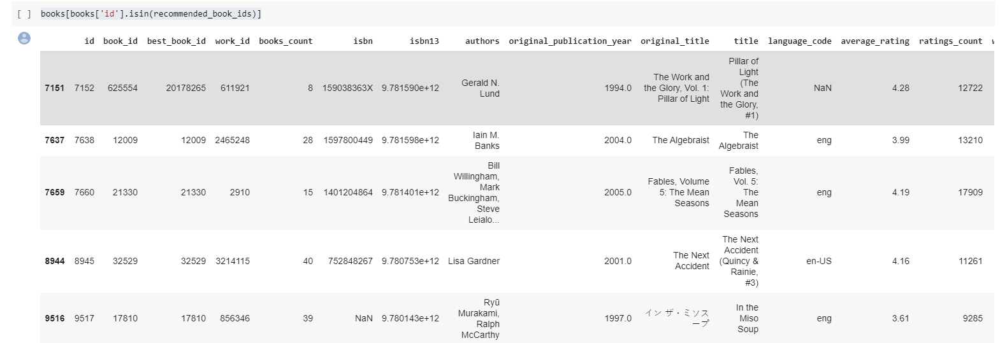 [ ] books[books['id'].isin(recommended_book_ids)]
id book_id best_book_id work_id books_count isbn isbn13 authors original_publication_year original_title title language_code average_rating ratings_count
7151 7152 625554 20178265 611921 8 159038363X 9.781590e+12 Gerald N. Lund 1994.0 The Work and the Glory, Vol. 1: Pillar of Light Pillar of Light (The Work and the Glory, #1) NaN 4.28 12722
7637 7638 12009 12009 2465248 28 1597800449 9.781598e+12 Iain M. Banks 2004.0 The Algebraist The Algebraist eng 3.99 13210
7659 7660 21330 21330 2910 15 1401204864 9.781401e+12 Bill Willingham, Mark Buckingham, Steve Leialo... 2005.0 Fables, Volume 5: The Mean Seasons Fables, Vol. 5: The Mean Seasons eng 4.19 17909
8944 8945 32529 32529 3214115 40 752848267 9.780753e+12 Lisa Gardner 2001.0 The Next Accident The Next Accident (Quincy & Rainie, #3) en-US 4.16 11261
9516 9517 17810 17810 856346 39 NaN 9.780143e+12 Ryū Murakami, Ralph McCarthy 1997.0 イン ザ・ミソスープ In the Miso Soup eng 3.61 9285